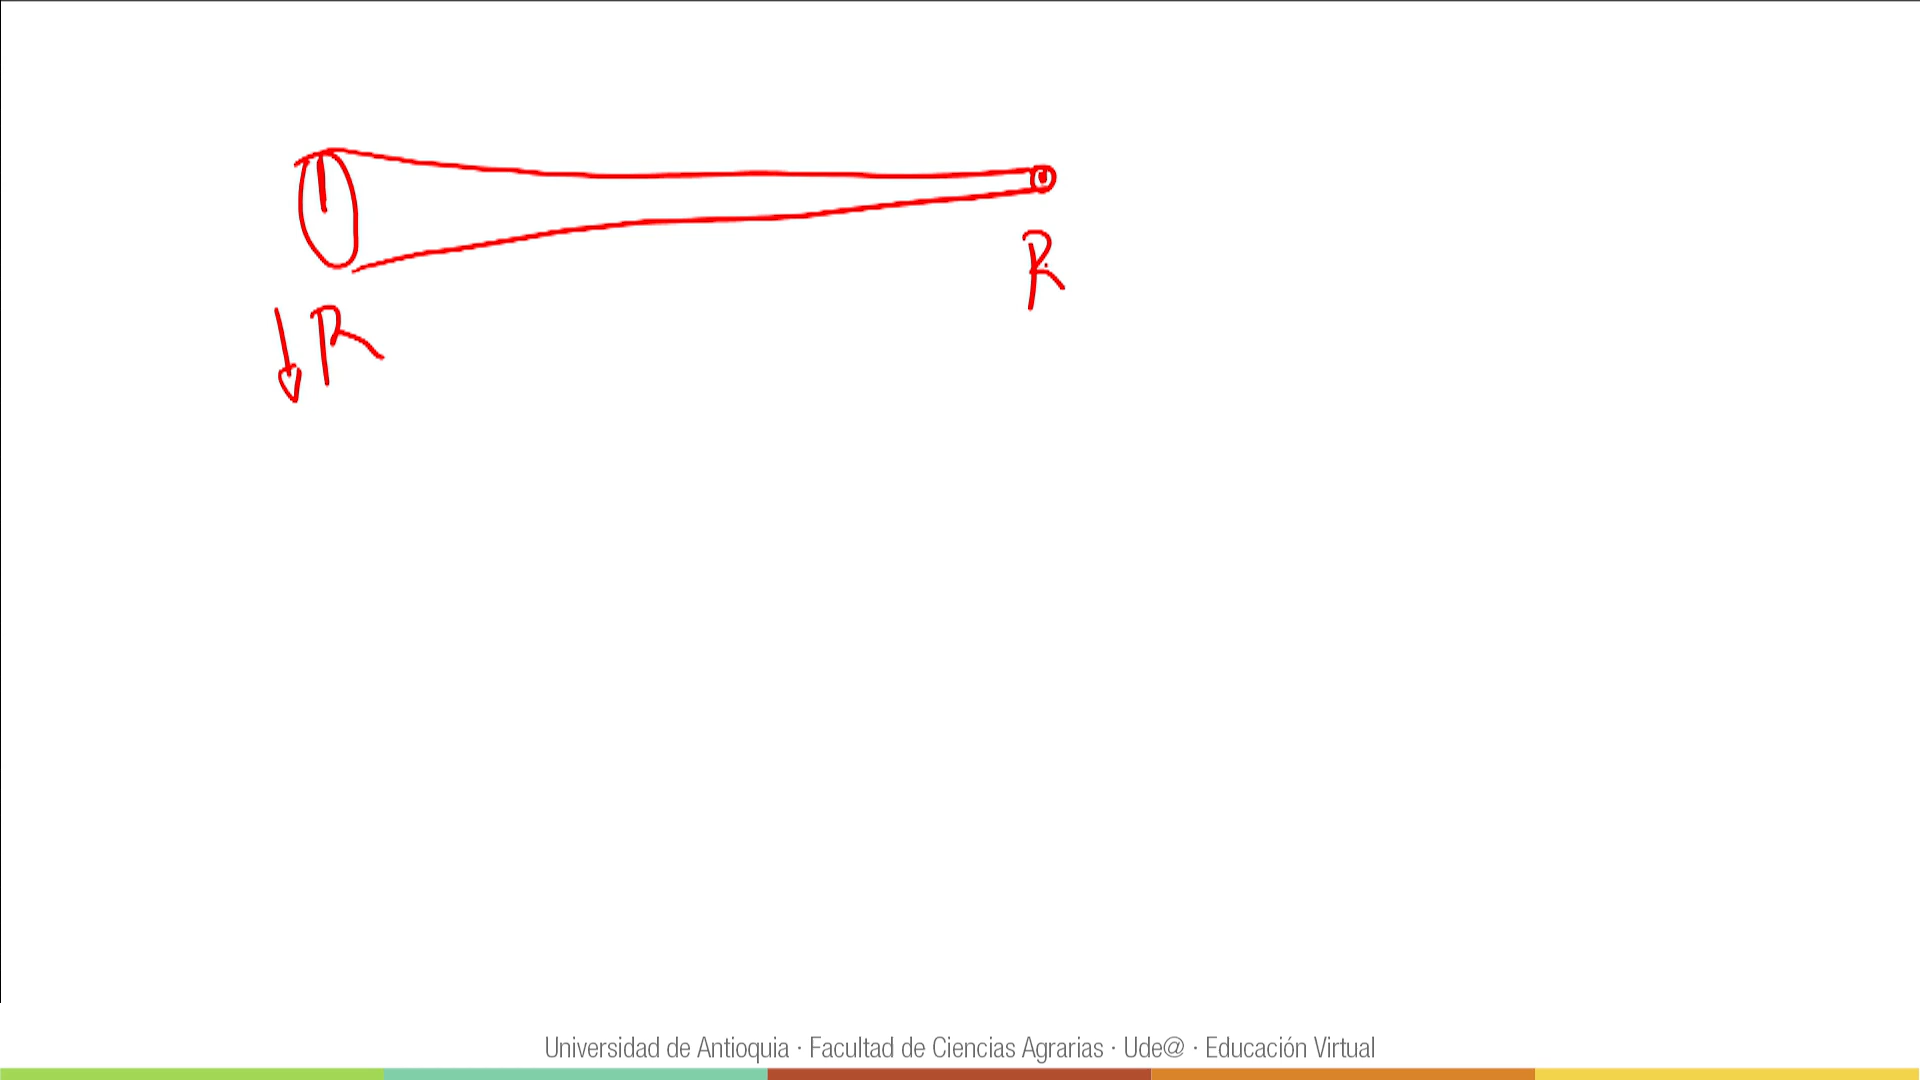 R
↓R
Universidad de Antioquia · Facultad de Ciencias Agrarias · Ude@ · Educación Virtual